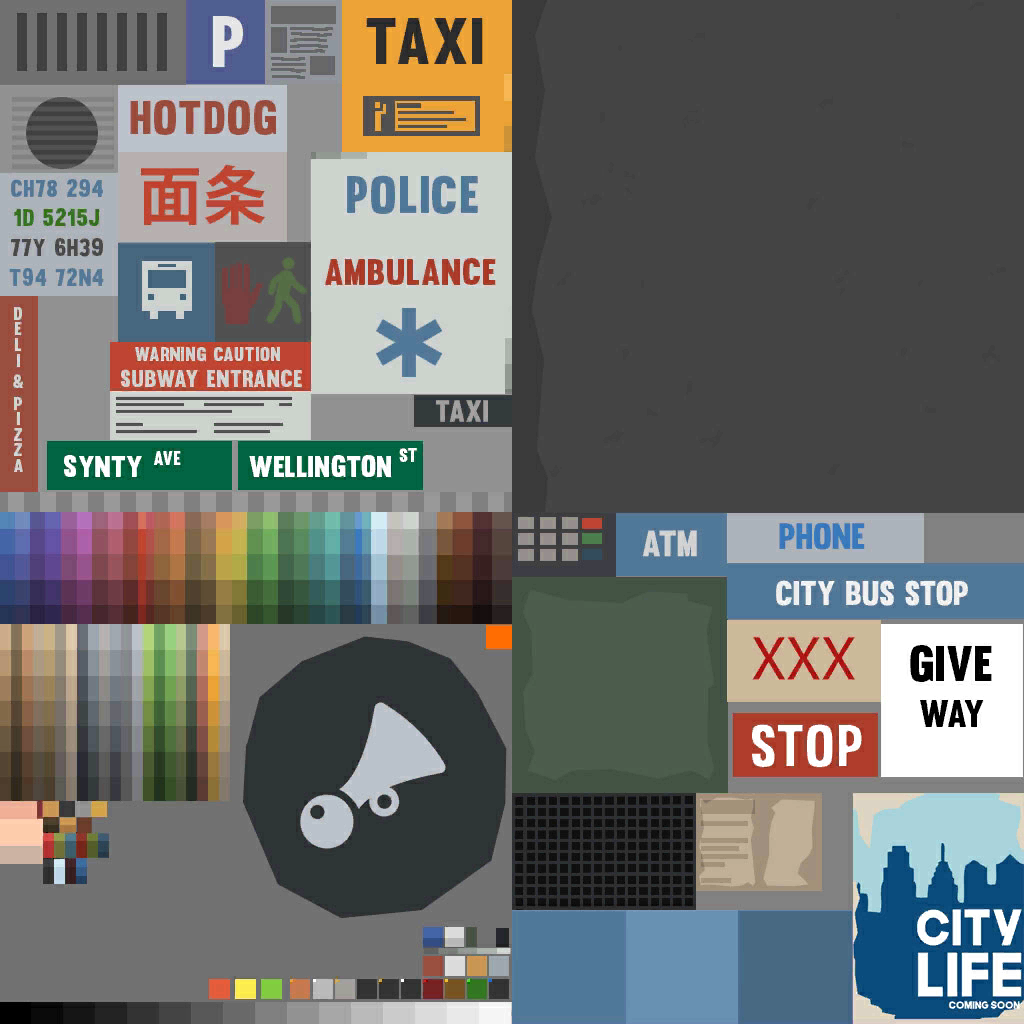 P
TAXI
HOTDOG
面条
CH78 294
1D 5215J
77Y 6H39
T94 72N4
POLICE
AMBULANCE
DELI & PIZZA
WARNING CAUTION
SUBWAY ENTRANCE
TAXI
SYNTY AVE
WELLINGTON ST
ATM
PHONE
CITY BUS STOP
XXX
GIVE
WAY
STOP
CITY
LIFE
COMING SOON